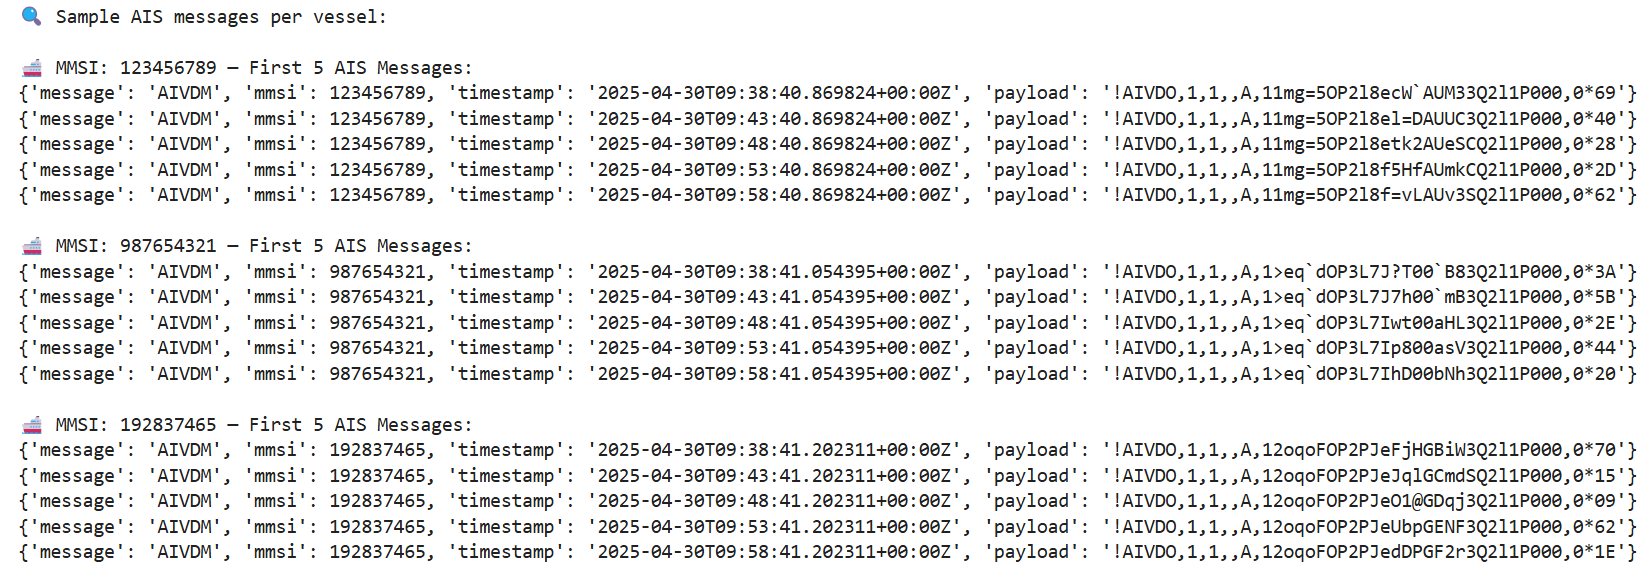 🔍 Sample AIS messages per vessel:
🚢 MMSI: 123456789 — First 5 AIS Messages:
{'message': 'AIVDM', 'mmsi': 123456789, 'timestamp': '2025-04-30T09:38:40.869824+00:00Z', 'payload': '!AIVDO,1,1,,A,11mg=5OP2l8ecW`AUM33Q2l1P000,0*69'}
{'message': 'AIVDM', 'mmsi': 123456789, 'timestamp': '2025-04-30T09:43:40.869824+00:00Z', 'payload': '!AIVDO,1,1,,A,11mg=5OP2l8el=DAUUC3Q2l1P000,0*40'}
{'message': 'AIVDM', 'mmsi': 123456789, 'timestamp': '2025-04-30T09:48:40.869824+00:00Z', 'payload': '!AIVDO,1,1,,A,11mg=5OP2l8etk2AUeSCQ2l1P000,0*28'}
{'message': 'AIVDM', 'mmsi': 123456789, 'timestamp': '2025-04-30T09:53:40.869824+00:00Z', 'payload': '!AIVDO,1,1,,A,11mg=5OP2l8f5HfAUmkCQ2l1P000,0*2D'}
{'message': 'AIVDM', 'mmsi': 123456789, 'timestamp': '2025-04-30T09:58:40.869824+00:00Z', 'payload': '!AIVDO,1,1,,A,11mg=5OP2l8f=vLAUv3SQ2l1P000,0*62'}
🚢 MMSI: 987654321 — First 5 AIS Messages:
{'message': 'AIVDM', 'mmsi': 987654321, 'timestamp': '2025-04-30T09:38:41.054395+00:00Z', 'payload': '!AIVDO,1,1,,A,1>eq`dOP3L7J?T00`B83Q2l1P000,0*3A'}
{'message': 'AIVDM', 'mmsi': 987654321, 'timestamp': '2025-04-30T09:43:41.054395+00:00Z', 'payload': '!AIVDO,1,1,,A,1>eq`dOP3L7J7h00`mB3Q2l1P000,0*5B'}
{'message': 'AIVDM', 'mmsi': 987654321, 'timestamp': '2025-04-30T09:48:41.054395+00:00Z', 'payload': '!AIVDO,1,1,,A,1>eq`dOP3L7Iwt00aHL3Q2l1P000,0*2E'}
{'message': 'AIVDM', 'mmsi': 987654321, 'timestamp': '2025-04-30T09:53:41.054395+00:00Z', 'payload': '!AIVDO,1,1,,A,1>eq`dOP3L7Ip800asV3Q2l1P000,0*44'}
{'message': 'AIVDM', 'mmsi': 987654321, 'timestamp': '2025-04-30T09:58:41.054395+00:00Z', 'payload': '!AIVDO,1,1,,A,1>eq`dOP3L7IhD00bNh3Q2l1P000,0*20'}
🚢 MMSI: 192837465 — First 5 AIS Messages:
{'message': 'AIVDM', 'mmsi': 192837465, 'timestamp': '2025-04-30T09:38:41.202311+00:00Z', 'payload': '!AIVDO,1,1,,A,12oqoFOP2PJeFjHGBiW3Q2l1P000,0*70'}
{'message': 'AIVDM', 'mmsi': 192837465, 'timestamp': '2025-04-30T09:43:41.202311+00:00Z', 'payload': '!AIVDO,1,1,,A,12oqoFOP2PJeJqlGCmdSQ2l1P000,0*15'}
{'message': 'AIVDM', 'mmsi': 192837465, 'timestamp': '2025-04-30T09:48:41.202311+00:00Z', 'payload': '!AIVDO,1,1,,A,12oqoFOP2PJeO1@GDqj3Q2l1P000,0*09'}
{'message': 'AIVDM', 'mmsi': 192837465, 'timestamp': '2025-04-30T09:53:41.202311+00:00Z', 'payload': '!AIVDO,1,1,,A,12oqoFOP2PJeUbpGENF3Q2l1P000,0*62'}
{'message': 'AIVDM', 'mmsi': 192837465, 'timestamp': '2025-04-30T09:58:41.202311+00:00Z', 'payload': '!AIVDO,1,1,,A,12oqoFOP2PJedDPGF2r3Q2l1P000,0*1E'}